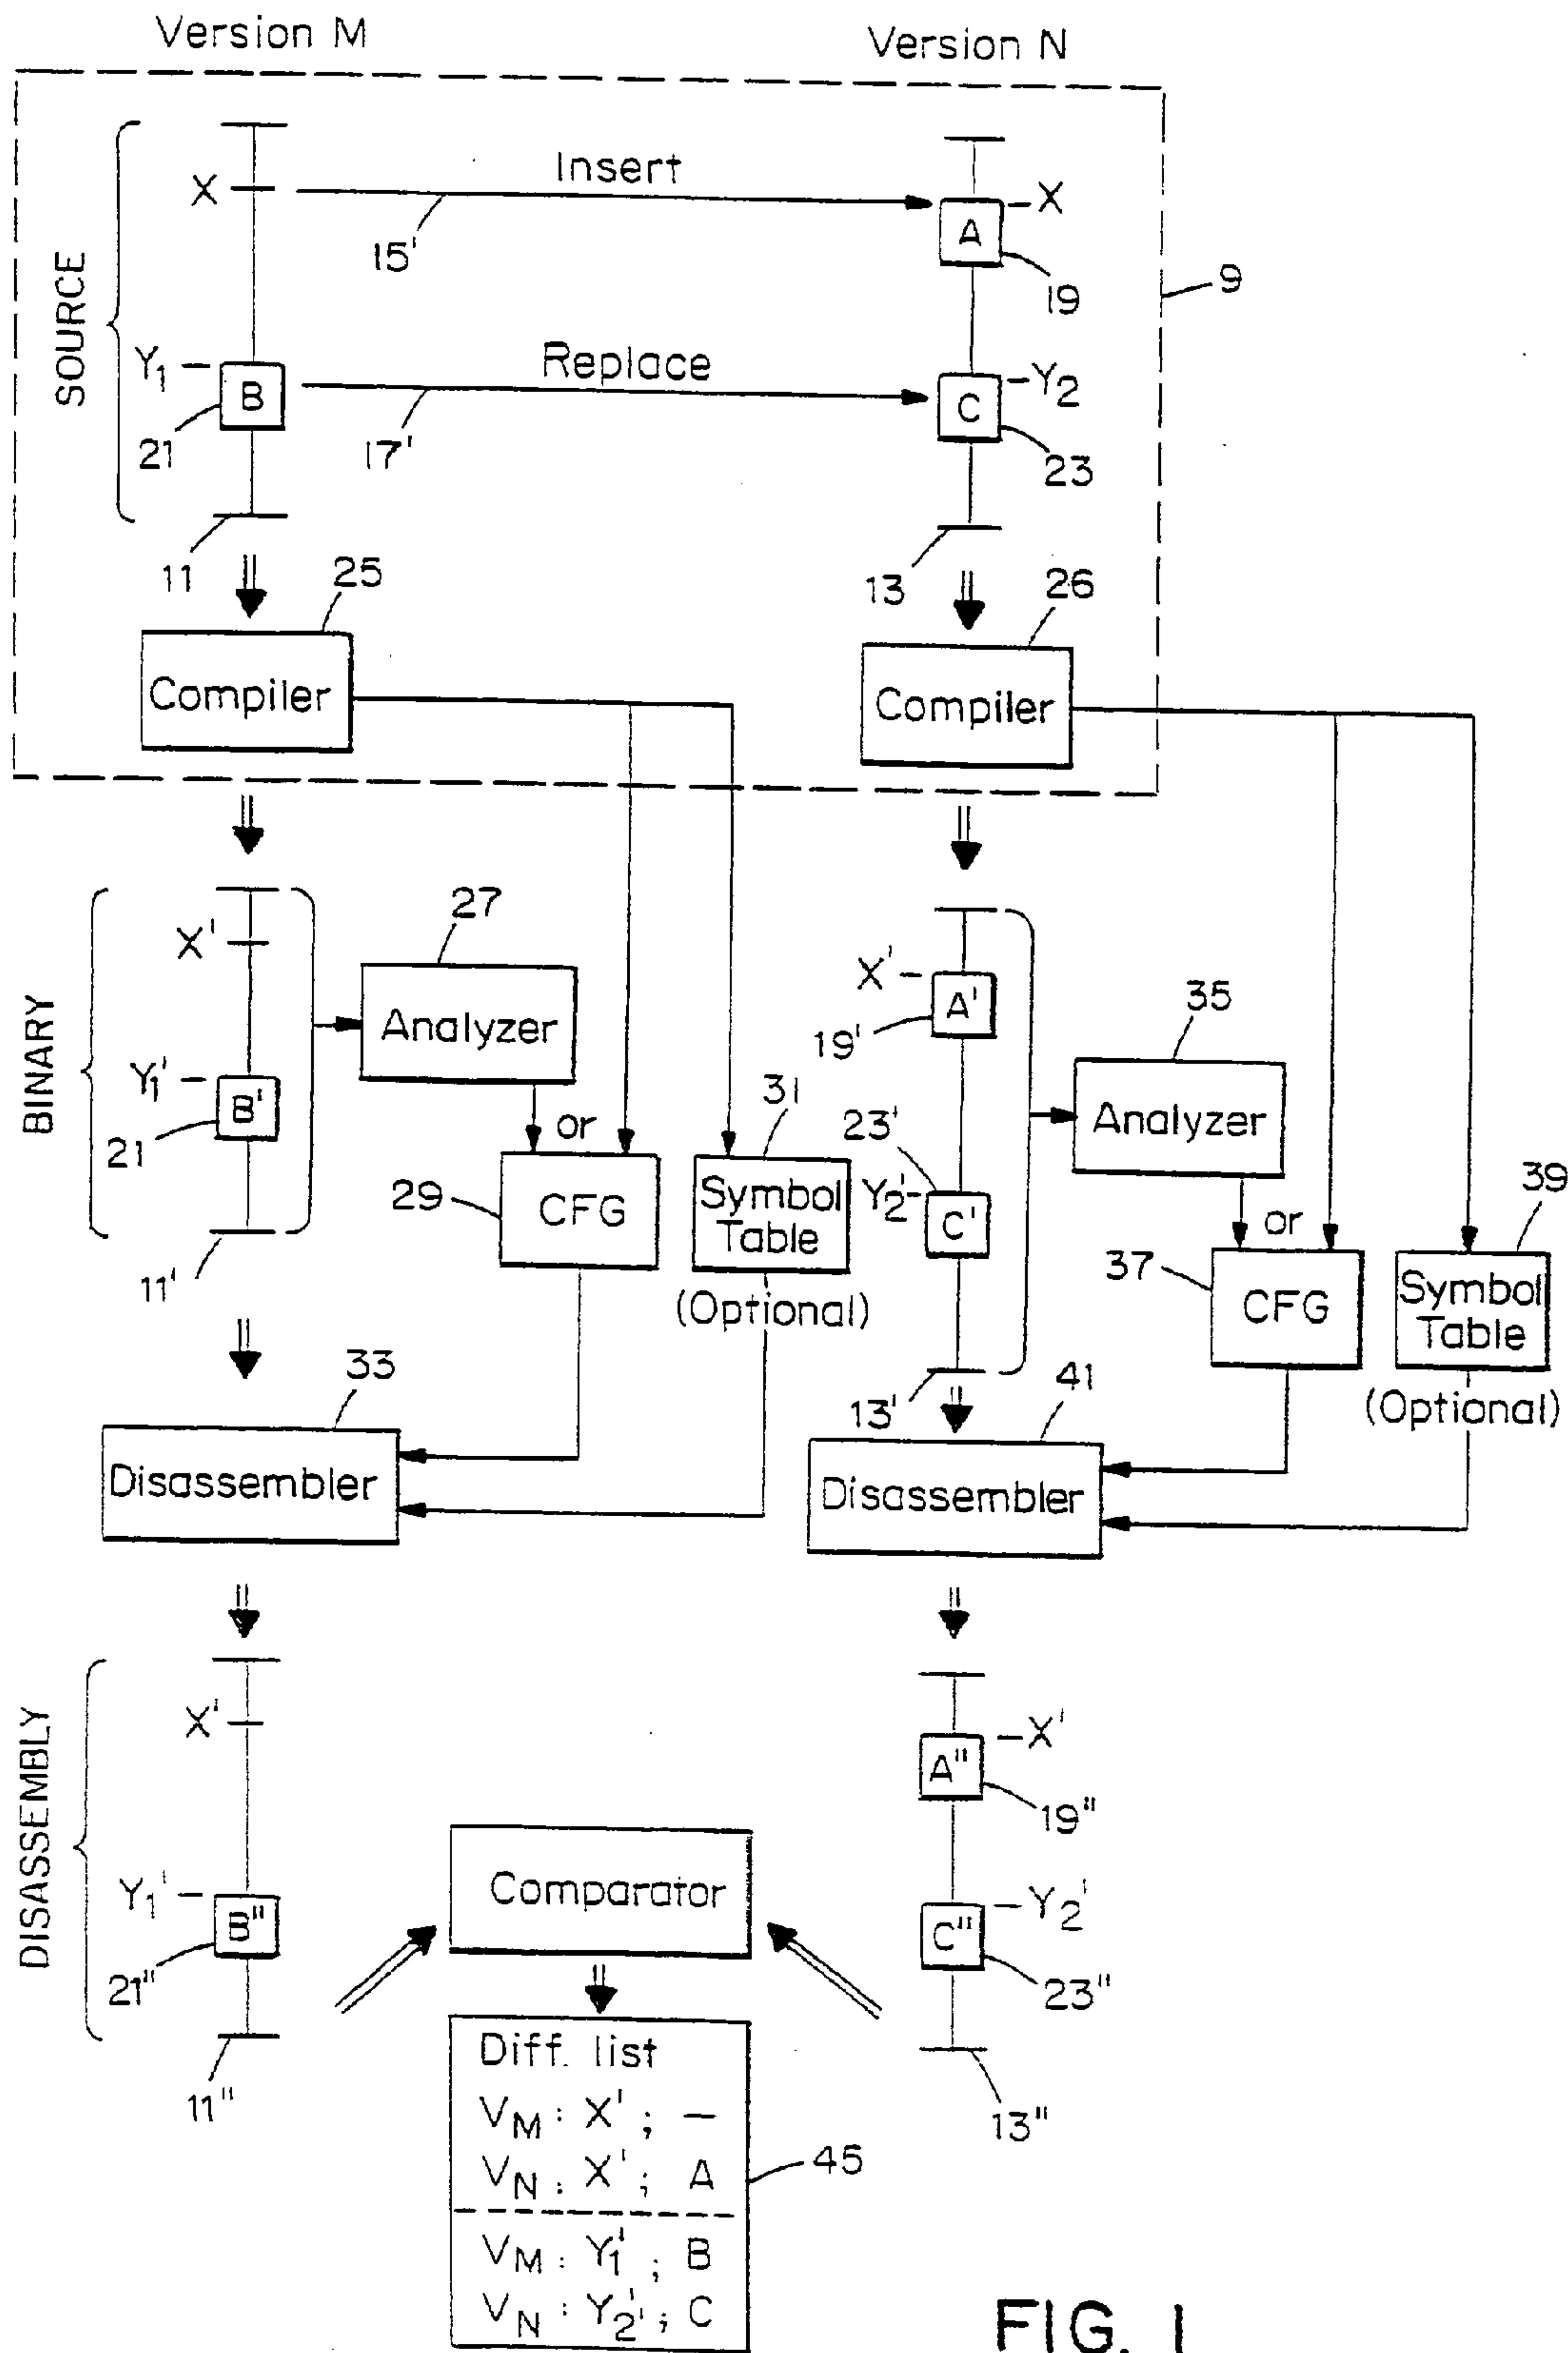 Version M
Version N
SOURCE
X
Insert
15'
X
A
19
9
Y1
B
21
Replace
17'
Y2
C
23
11
25
13
26
Compiler
Compiler
BINARY
X'
27
Analyzer
Y1'
B'
21
11'
or
29
CFG
31
Symbol
Table
(Optional)
X'
A'
19'
35
Analyzer
23'
Y2'
C'
13'
or
37
CFG
39
Symbol
Table
(Optional)
33
Disassembler
41
Disassembler
DISASSEMBLY
X'
Y1'
B"
21"
11"
Comparator
X'
A"
19"
Y2'
C"
23"
13"
Diff. list
VM : X' ; —
VN : X' ; A
45
VM : Y1' ; B
VN : Y2' ; C
FIG. 1